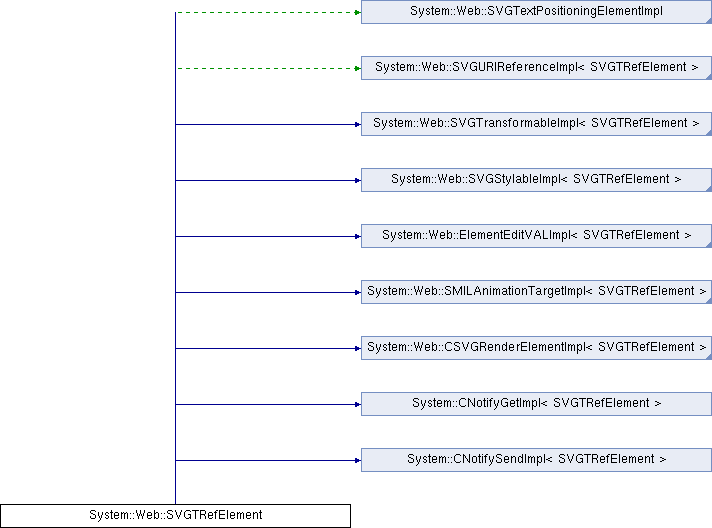 System::Web::SVGTextPositioningElementImpl
System::Web::SVGURIReferenceImpl< SVGTRefElement >
System::Web::SVGTransformableImpl< SVGTRefElement >
System::Web::SVGStylableImpl< SVGTRefElement >
System::Web::ElementEditVALImpl< SVGTRefElement >
System::Web::SMILAnimationTargetImpl< SVGTRefElement >
System::Web::CSVGRenderElementImpl< SVGTRefElement >
System::CNotifyGetImpl< SVGTRefElement >
System::CNotifySendImpl< SVGTRefElement >
System::Web::SVGTRefElement